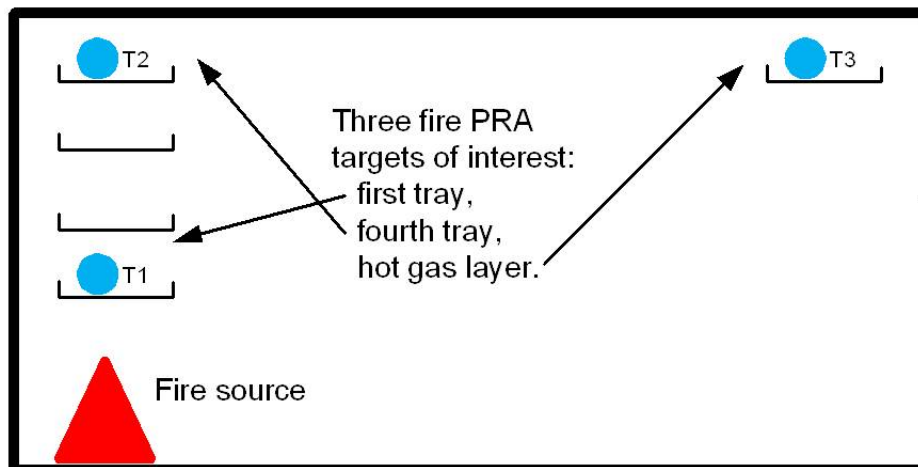 T2
T3
Three fire PRA
targets of interest:
first tray,
fourth tray,
hot gas layer.
T1
Fire source